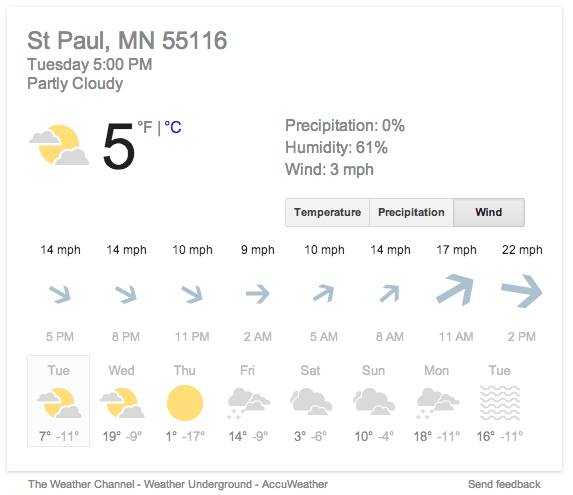 St Paul, MN 55116
Tuesday 5:00 PM
Partly Cloudy
5 °F | °C
Precipitation: 0%
Humidity: 61%
Wind: 3 mph
Temperature Precipitation Wind
14 mph 14 mph 10 mph 9 mph 10 mph 14 mph 17 mph 22 mph
5 PM 8 PM 11 PM 2 AM 5 AM 8 AM 11 AM 2 PM
Tue Wed Thu Fri Sat Sun Mon Tue
7° -11° 19° -9° 1° -17° 14° -9° 3° -6° 10° -4° 18° -11° 16° -11°
The Weather Channel - Weather Underground - AccuWeather Send feedback